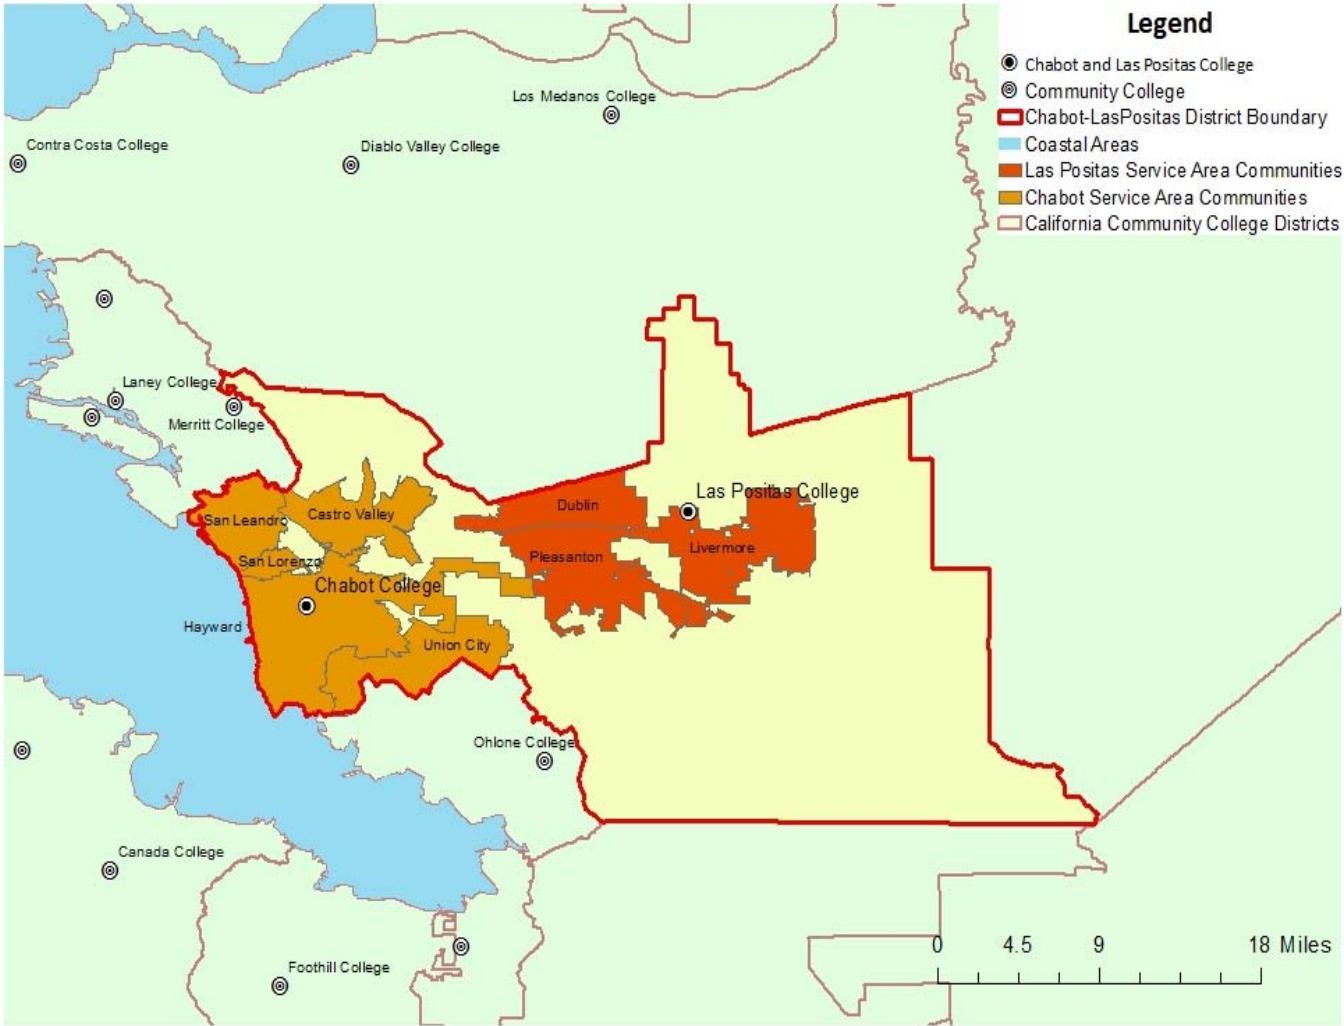 Legend
Chabot and Las Positas College
Community College
Chabot-LasPositas District Boundary
Coastal Areas
Las Positas Service Area Communities
Chabot Service Area Communities
California Community College Districts
Los Medanos College
Contra Costa College
Diablo Valley College
Laney College
Merritt College
Las Positas College
Dublin
San Leandro
Castro Valley
Livermore
Pleasanton
San Lorenzo
Chabot College
Hayward
Union City
Ohlone College
Canada College
Foothill College
0 4.5 9 18 Miles